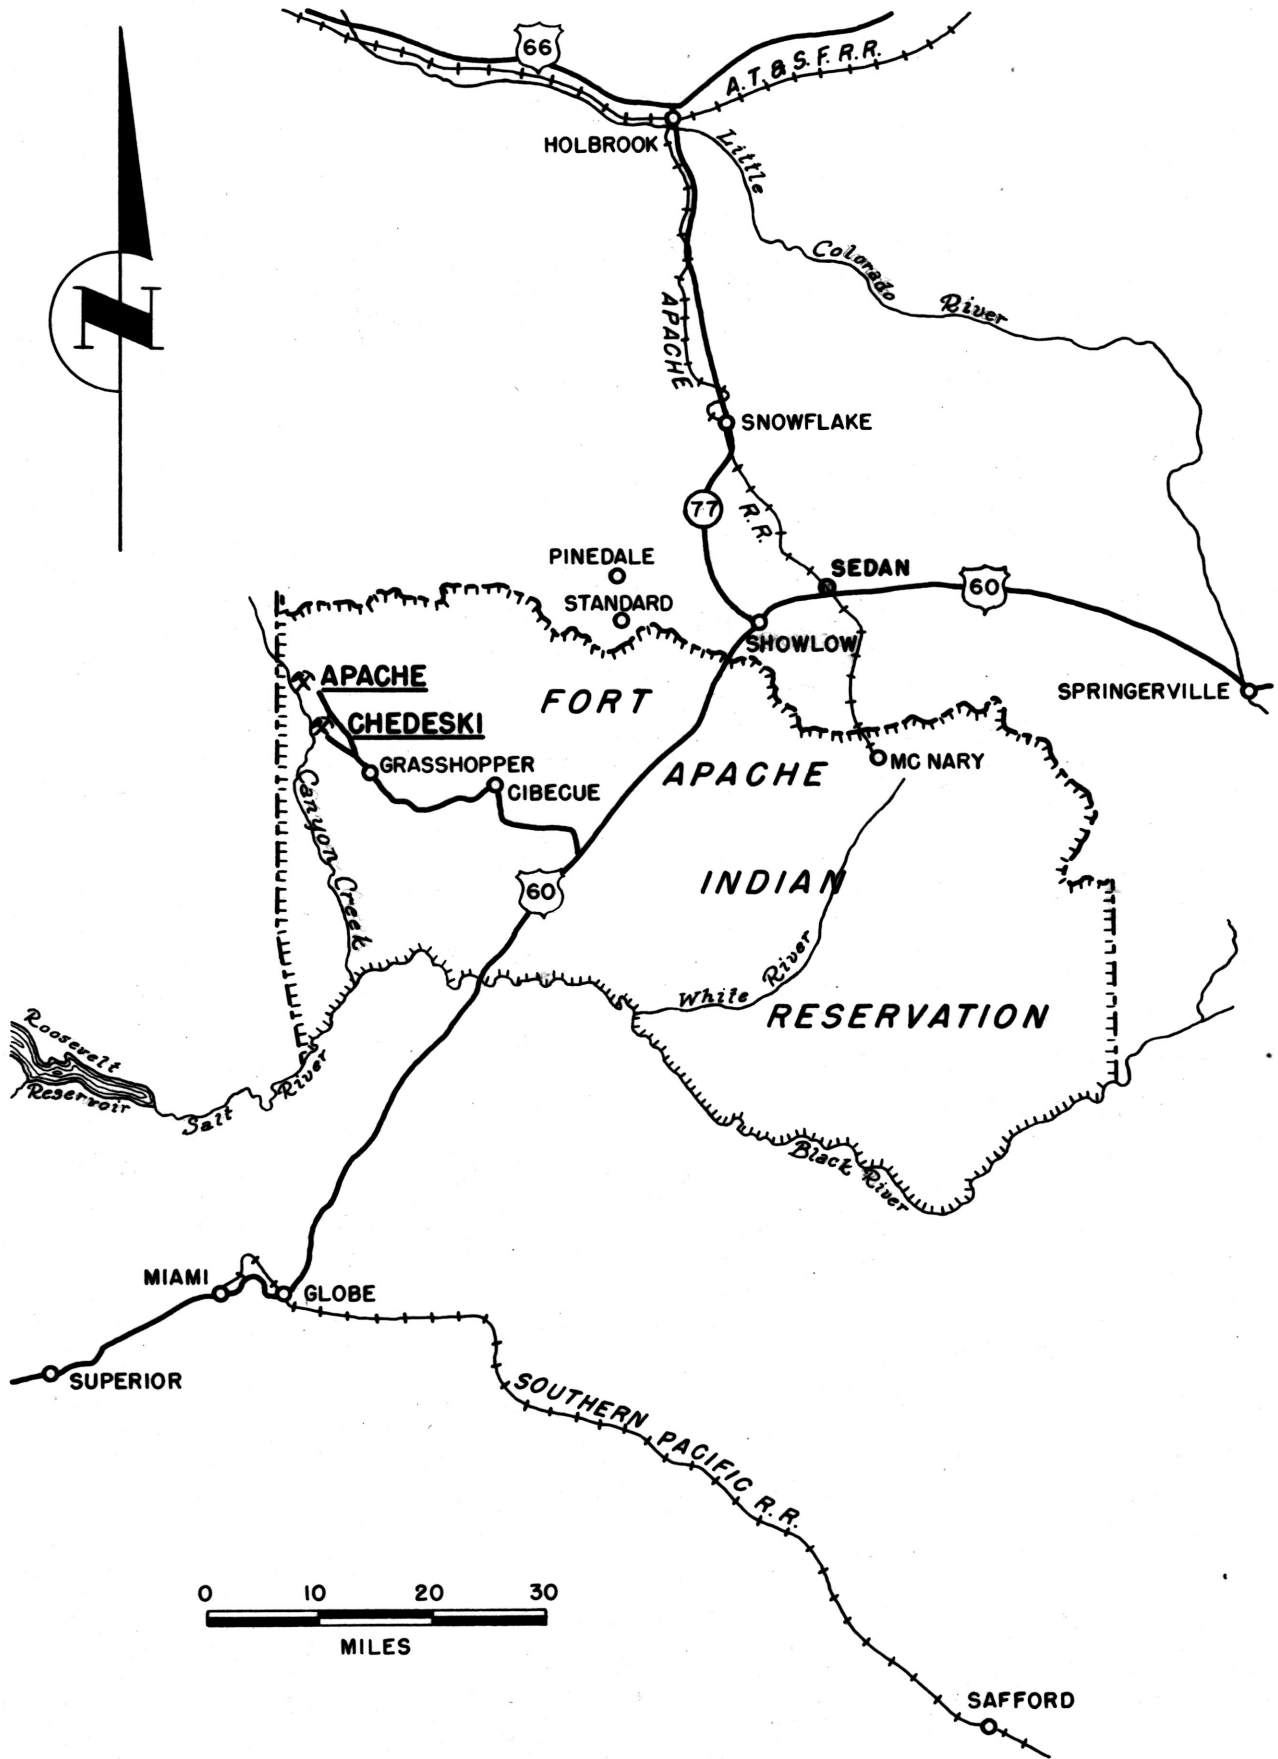 66
A. T. & S. F. R. R.
HOLBROOK
Little
Colorado
River
N
APACHE
SNOWFLAKE
77
R.R.
PINEDALE
SEDAN
60
STANDARD
SHOWLOW
APACHE
FORT
SPRINGERVILLE
CHEDESKI
GRASSHOPPER
MC NARY
APACHE
CIBECUE
Canyon Creek
60
INDIAN
White River
RESERVATION
Roosevelt
Reservoir
Salt River
Black River
MIAMI
GLOBE
SUPERIOR
SOUTHERN PACIFIC R.R.
0 10 20 30
MILES
SAFFORD